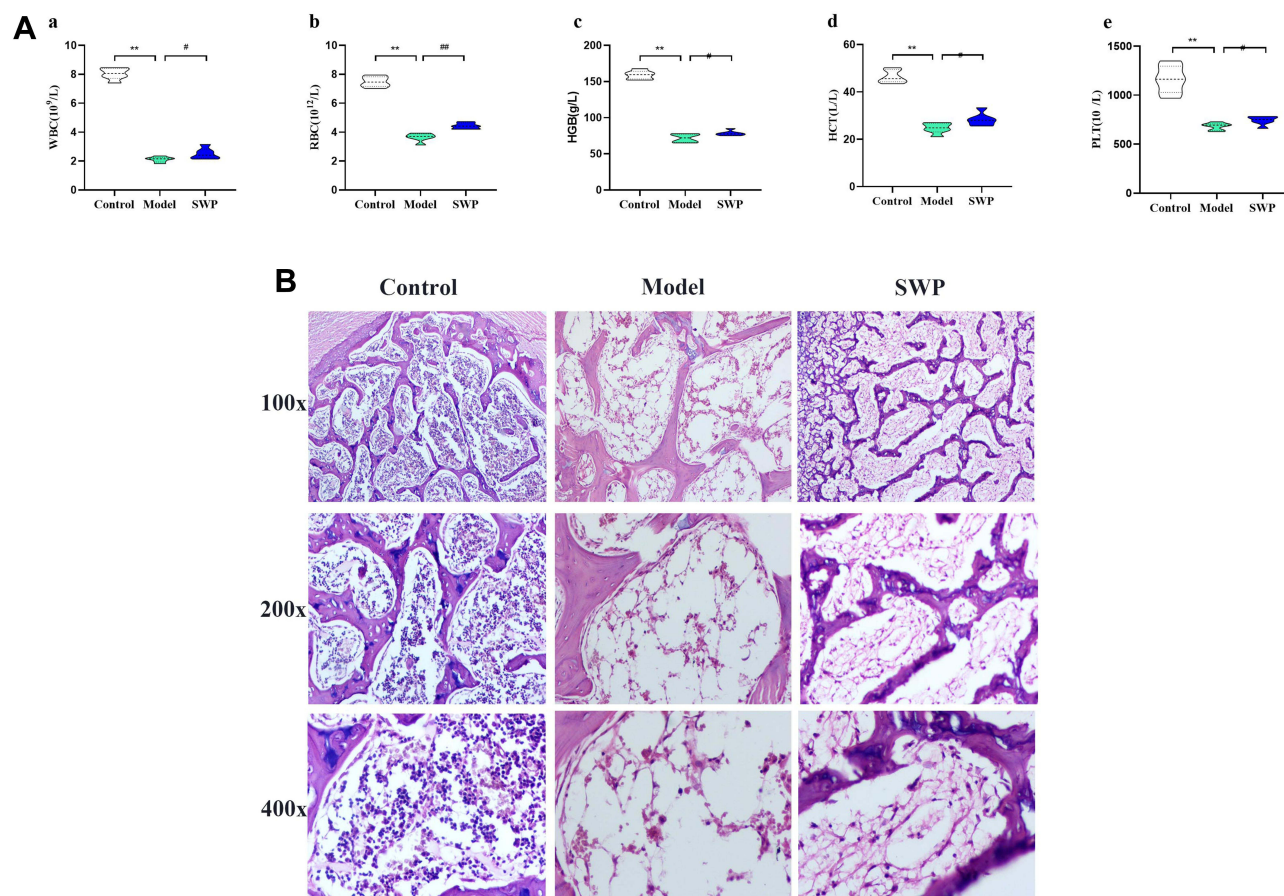 A
a
WBC(10⁹/L)
10
8
6
4
2
0
**
#
Control Model SWP
b
RBC(10¹²/L)
10
8
6
4
2
0
**
##
Control Model SWP
c
HGB(g/L)
200
150
100
50
0
**
#
Control Model SWP
d
HCT(L/L)
60
40
20
0
**
#
Control Model SWP
e
PLT(10 /L)
1500
1000
500
0
**
#
Control Model SWP
B
Control Model SWP
100x
200x
400x